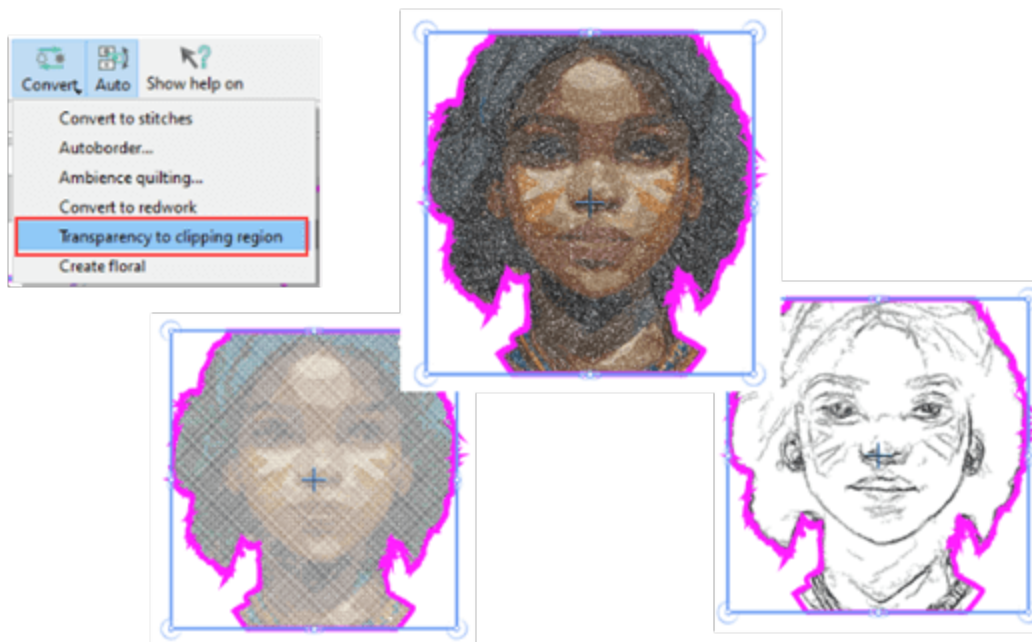 Convert Auto Show help on
Convert to stitches
Autoborder...
Ambience quilting...
Convert to redwork
Transparency to clipping region
Create floral